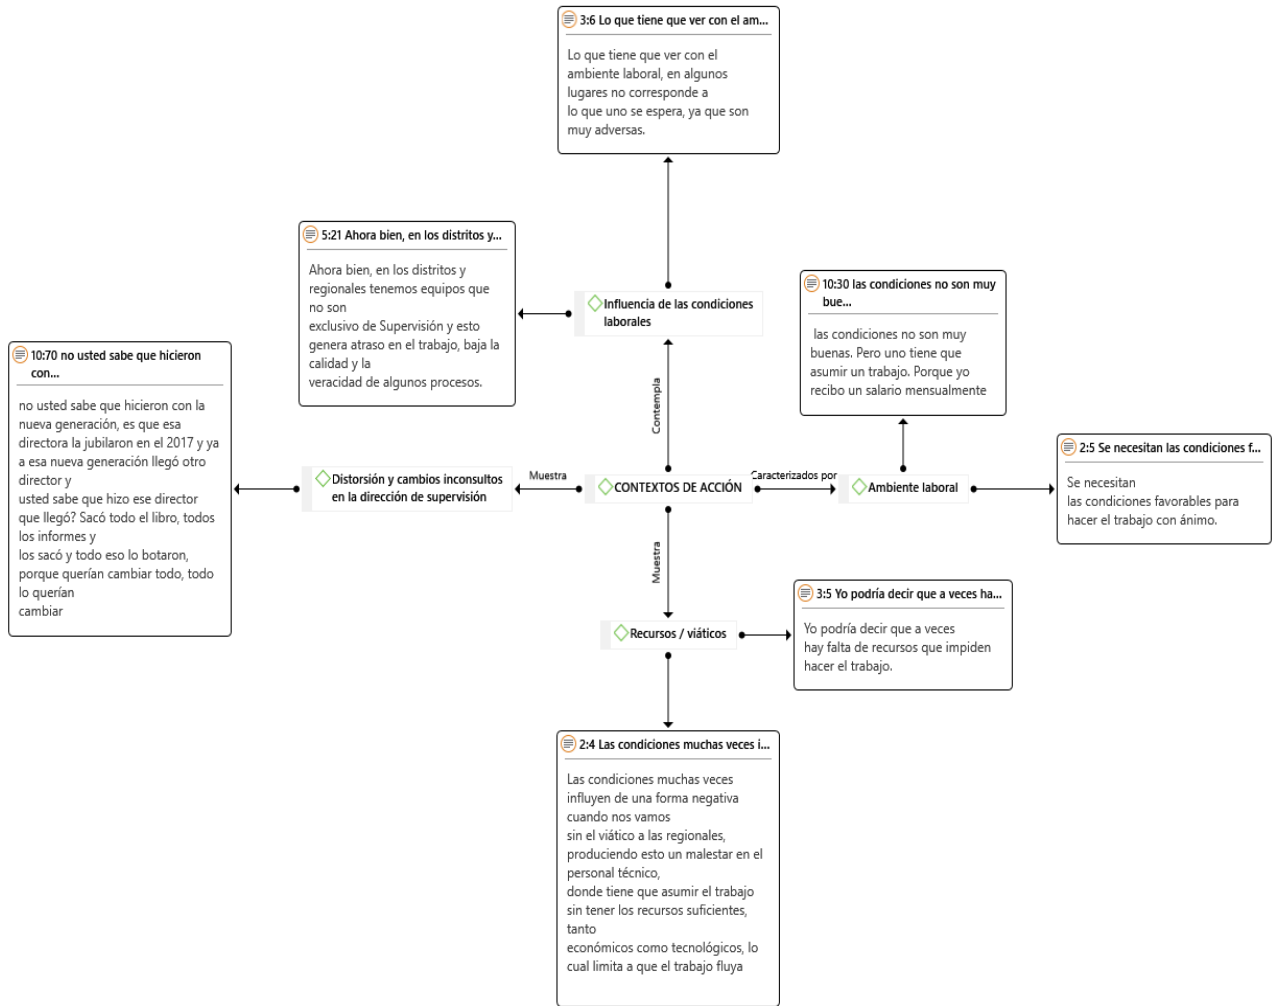 3:6 Lo que tiene que ver con el am...
Lo que tiene que ver con el
ambiente laboral, en algunos
lugares no corresponde a
lo que uno se espera, ya que son
muy adversas.
5:21 Ahora bien, en los distritos y...
Ahora bien, en los distritos y
regionales tenemos equipos que
no son
exclusivo de Supervisión y esto
genera atraso en el trabajo, baja la
calidad y la
veracidad de algunos procesos.
Influencia de las condiciones
laborales
10:30 las condiciones no son muy
bue...
las condiciones no son muy
buenas. Pero uno tiene que
asumir un trabajo. Porque yo
recibo un salario mensualmente
10:70 no usted sabe que hicieron
con...
no usted sabe que hicieron con la
nueva generación, es que esa
directora la jubilaron en el 2017 y ya
a esa nueva generación llegó otro
director y
usted sabe que hizo ese director
que llegó? Sacó todo el libro, todos
los informes y
los sacó y todo eso lo botaron,
porque querían cambiar todo, todo
lo querían
cambiar
Contempla
Distorsión y cambios inconsultos
en la dirección de supervisión
Muestra
CONTEXTOS DE ACCIÓN
Caracterizados por
Ambiente laboral
2:5 Se necesitan las condiciones f...
Se necesitan
las condiciones favorables para
hacer el trabajo con ánimo.
Muestra
Recursos / viáticos
3:5 Yo podría decir que a veces ha...
Yo podría decir que a veces
hay falta de recursos que impiden
hacer el trabajo.
2:4 Las condiciones muchas veces i...
Las condiciones muchas veces
influyen de una forma negativa
cuando nos vamos
sin el viático a las regionales,
produciendo esto un malestar en el
personal técnico,
donde tiene que asumir el trabajo
sin tener los recursos suficientes,
tanto
económicos como tecnológicos, lo
cual limita a que el trabajo fluya